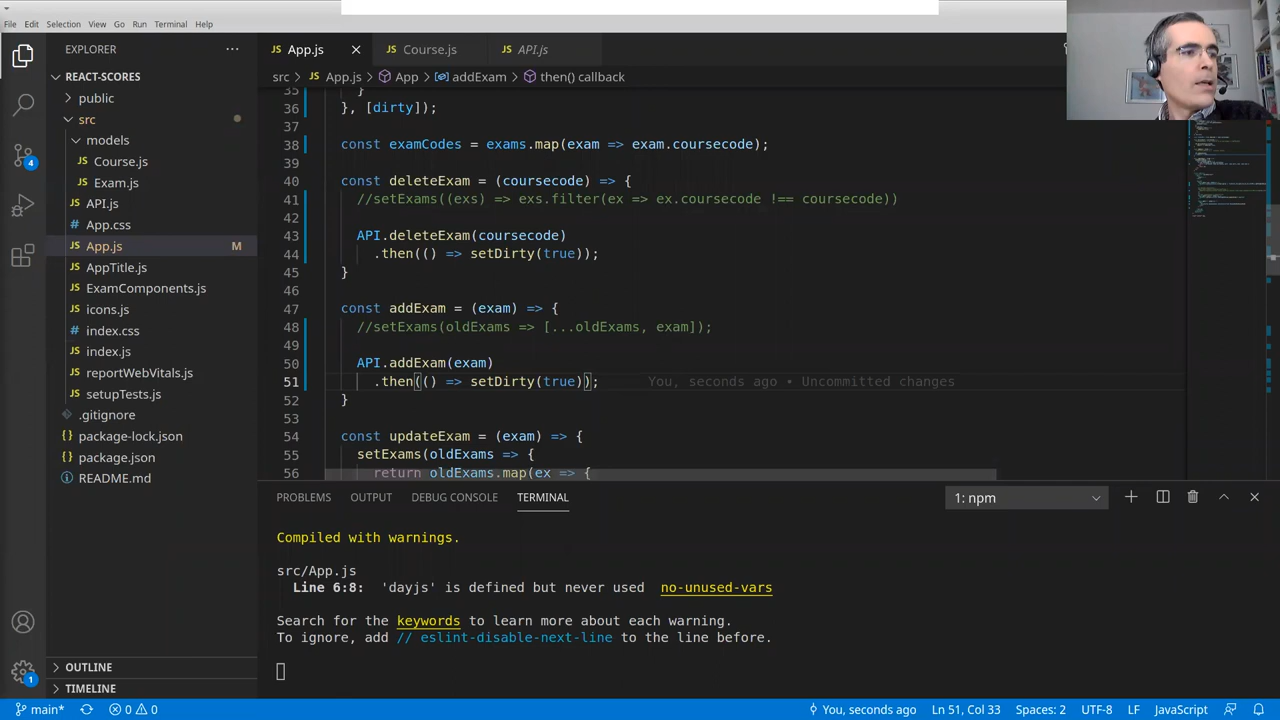 File Edit Selection View Go Run Terminal Help
EXPLORER
REACT-SCORES
public
src
models
JS Course.js
JS Exam.js
JS API.js
# App.css
JS App.js M
JS AppTitle.js
JS ExamComponents.js
JS icons.js
# index.css
JS index.js
JS reportWebVitals.js
JS setupTests.js
.gitignore
{} package-lock.json
{} package.json
README.md
OUTLINE
TIMELINE
4
1
JS App.js JS Course.js JS API.js
src > JS App.js > App > addExam > then() callback
35 }
36 }, [dirty]);
37
38 const examCodes = exams.map(exam => exam.coursecode);
39
40 const deleteExam = (coursecode) => {
41 //setExams((exs) => exs.filter(ex => ex.coursecode !== coursecode))
42
43 API.deleteExam(coursecode)
44 .then(() => setDirty(true));
45 }
46
47 const addExam = (exam) => {
48 //setExams(oldExams => [...oldExams, exam]);
49
50 API.addExam(exam)
51 .then(() => setDirty(true)); You, seconds ago • Uncommitted changes
52 }
53
54 const updateExam = (exam) => {
55 setExams(oldExams => {
56 return oldExams.map(ex => {
PROBLEMS OUTPUT DEBUG CONSOLE TERMINAL 1: npm
Compiled with warnings.
src/App.js
Line 6:8: 'dayjs' is defined but never used no-unused-vars
Search for the keywords to learn more about each warning.
To ignore, add // eslint-disable-next-line to the line before.
main* 0 0 You, seconds ago Ln 51, Col 33 Spaces: 2 UTF-8 LF JavaScript